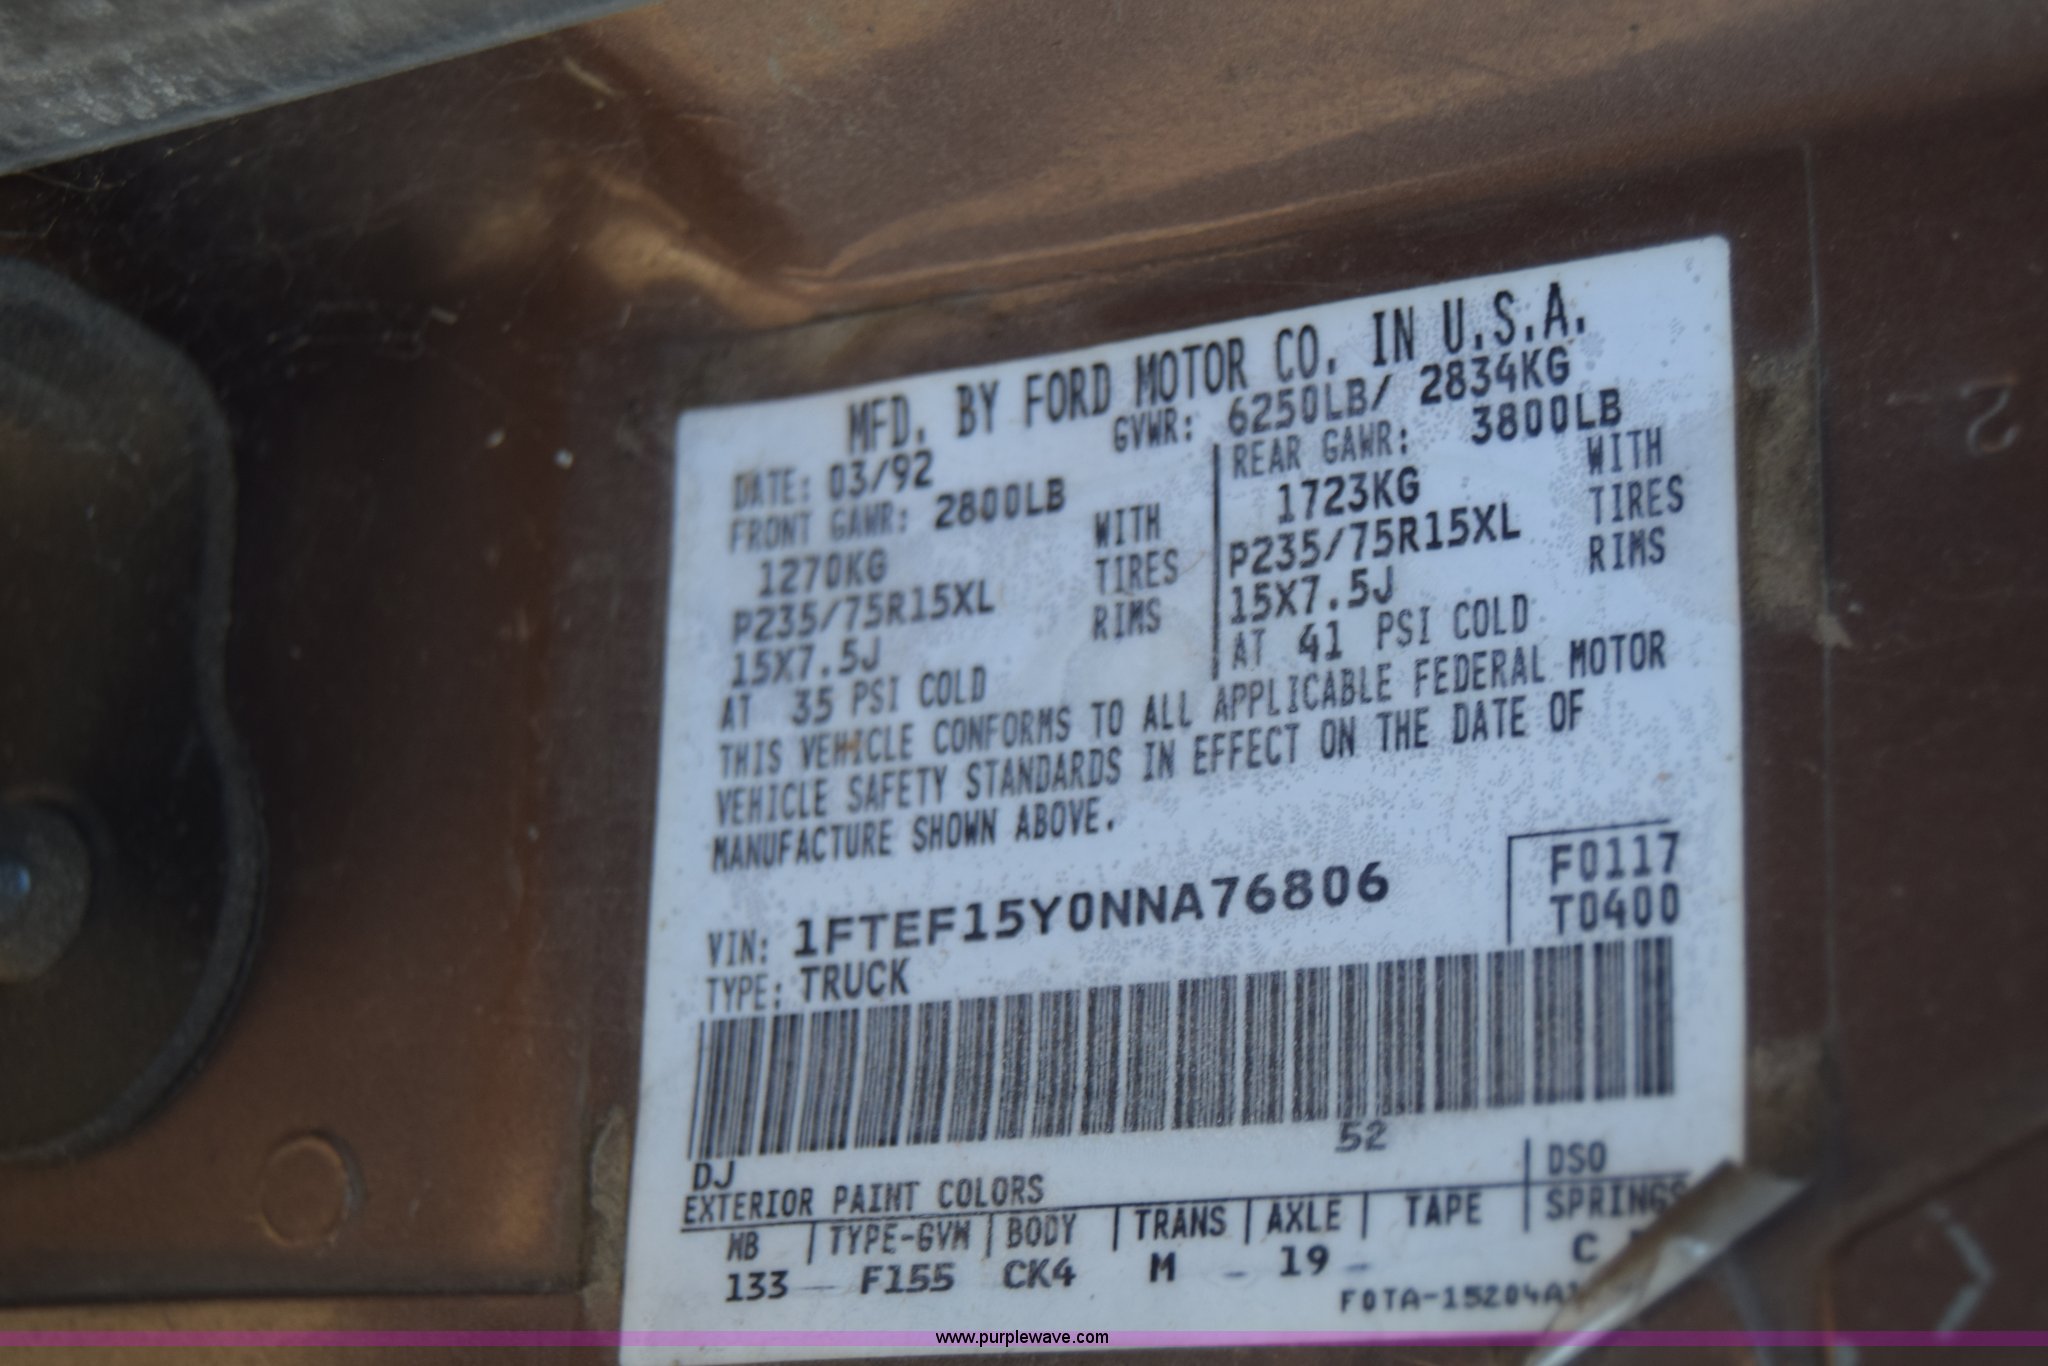 MFD. BY FORD MOTOR CO. IN U.S.A.
DATE: 03/92 GVWR: 6250LB/ 2834KG
FRONT GAWR: 2800LB
1270KG WITH
P235/75R15XL TIRES
15X7.5J RIMS
AT 35 PSI COLD
REAR GAWR: 3800LB
1723KG WITH
P235/75R15XL TIRES
15X7.5J RIMS
AT 41 PSI COLD
THIS VEHICLE CONFORMS TO ALL APPLICABLE FEDERAL MOTOR
VEHICLE SAFETY STANDARDS IN EFFECT ON THE DATE OF
MANUFACTURE SHOWN ABOVE.
F0117
T0400
VIN: 1FTEF15Y0NNA76806
TYPE: TRUCK
52
DJ
EXTERIOR PAINT COLORS DSO
WB TYPE-GVW BODY TRANS AXLE TAPE SPRINGS
133 F155 CK4 M 19 C
www.purplewave.com